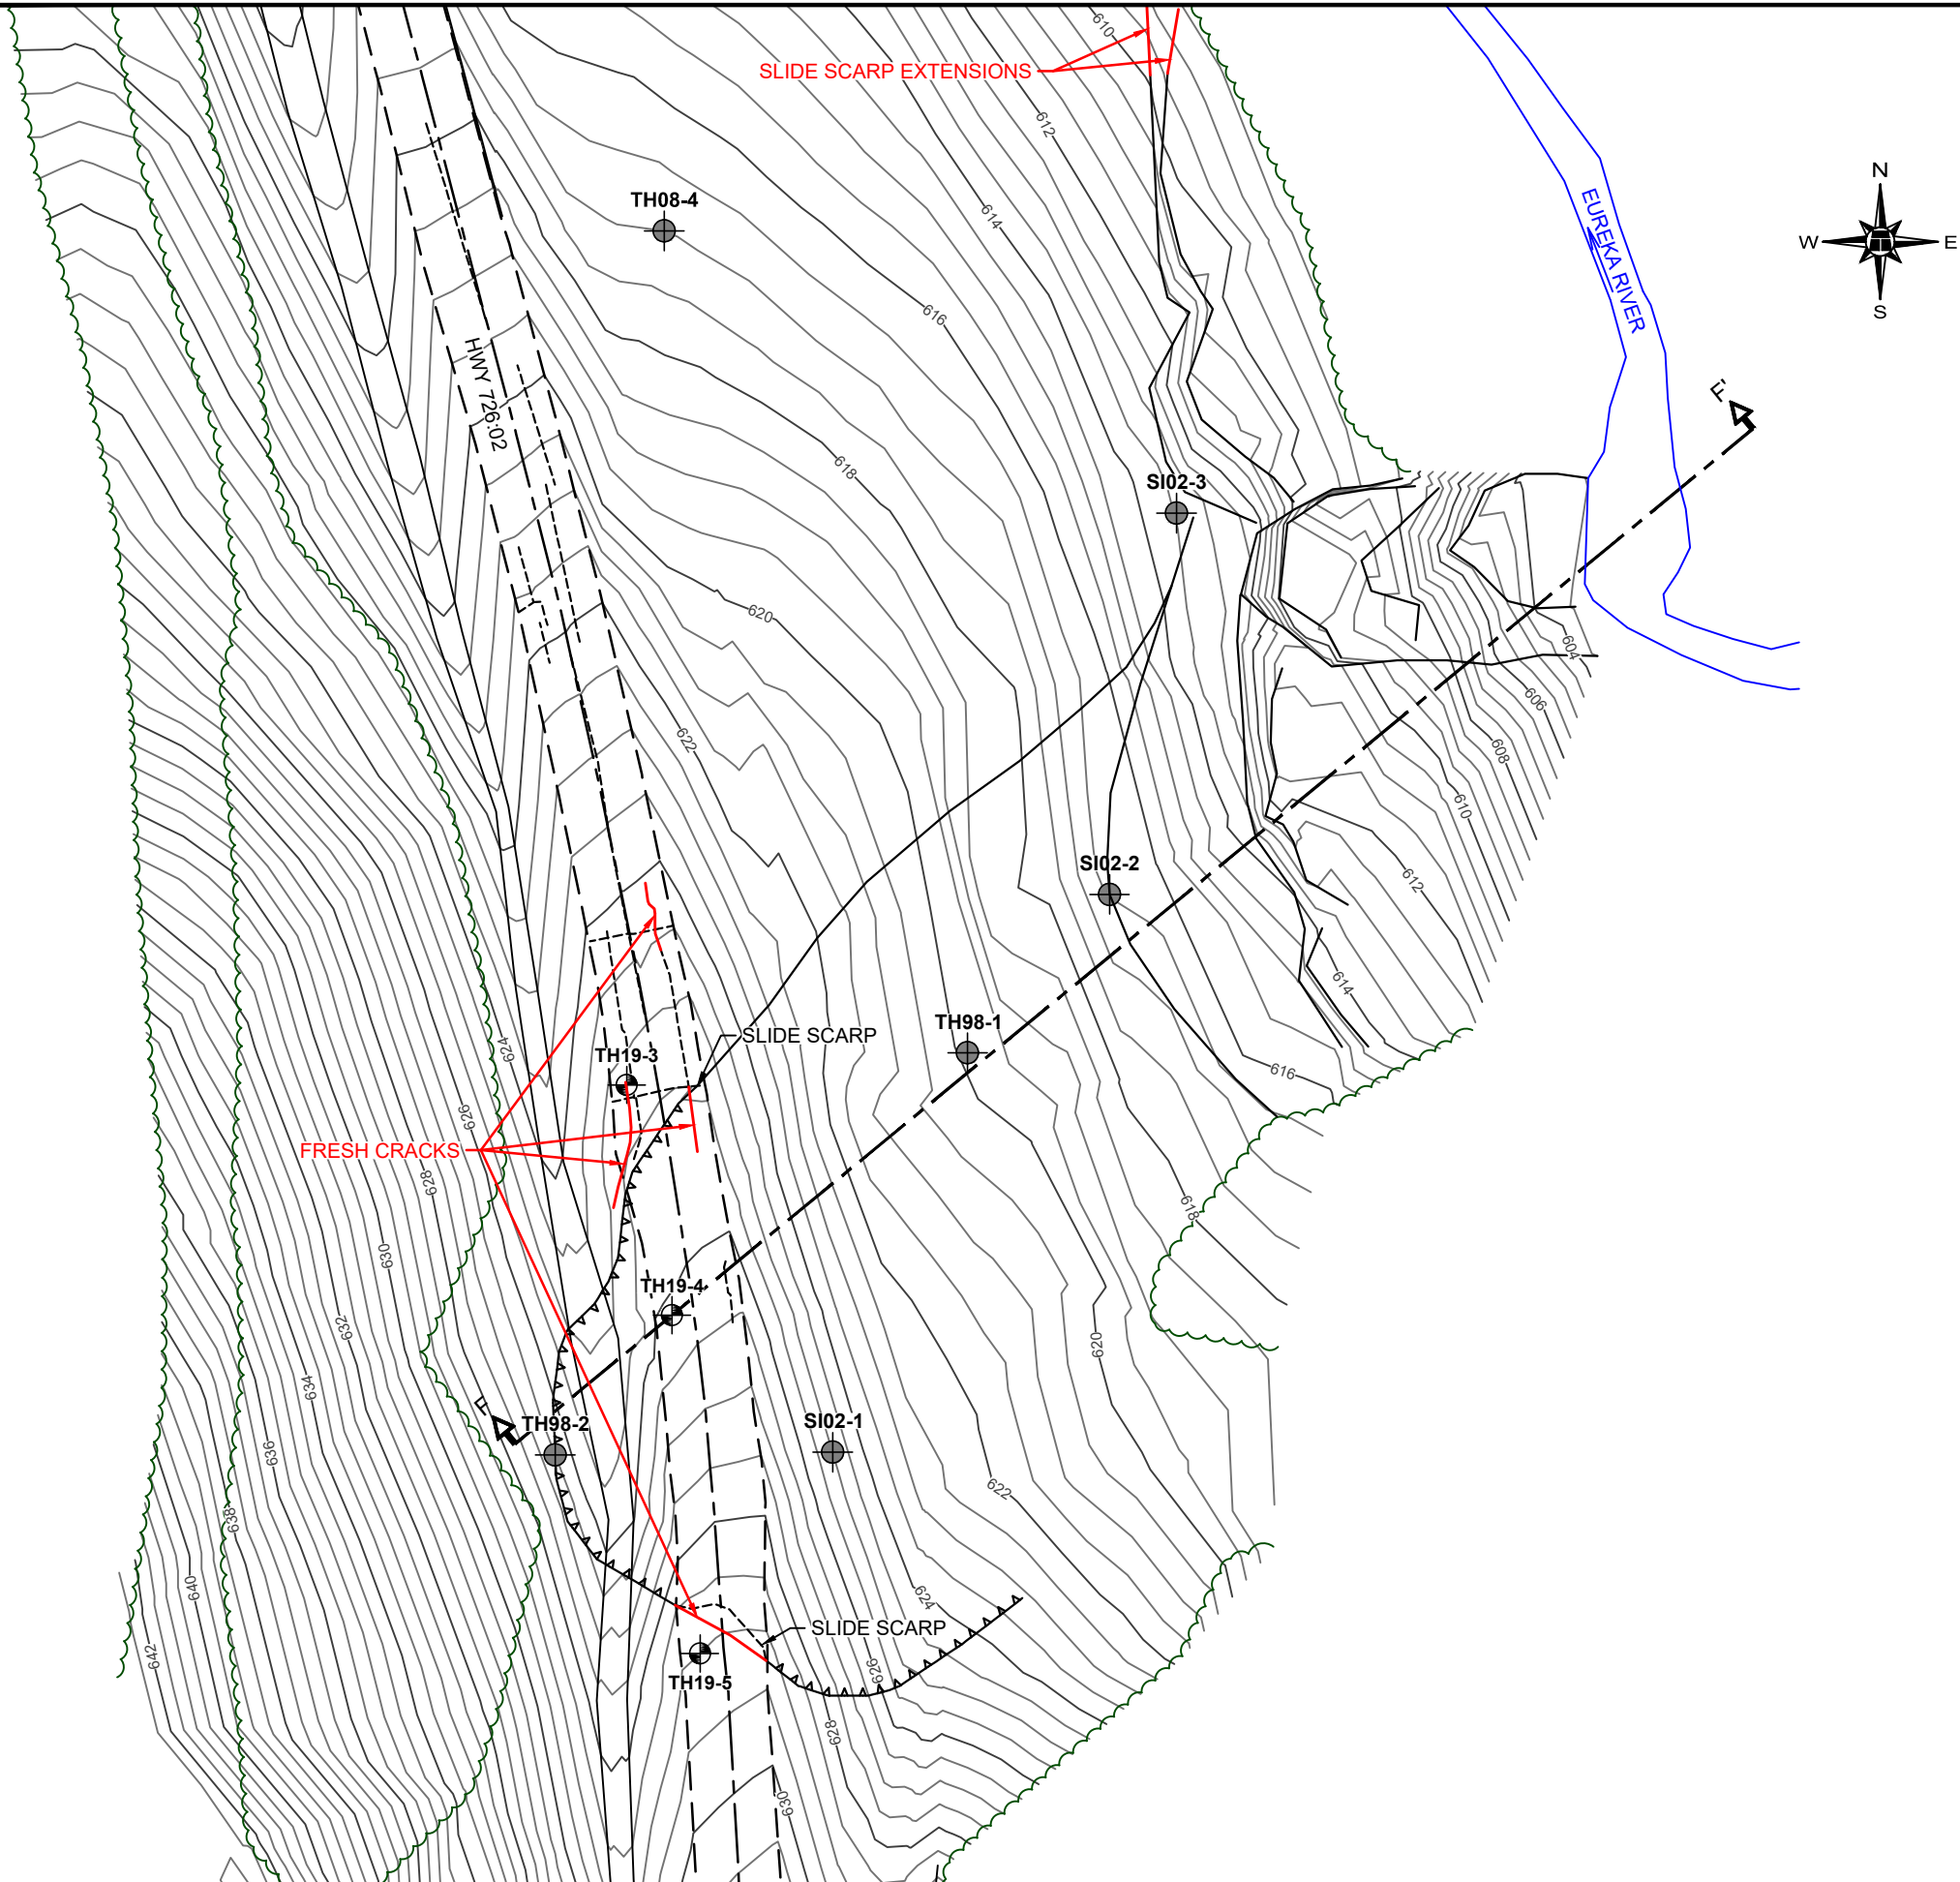 610
SLIDE SCARP EXTENSIONS
612
N
W
E
S
TH08-4
EUREKA RIVER
614
616
HWY 726:02
F'
618
SI02-3
620
604
606
622
608
610
SI02-2
612
614
TH98-1
SLIDE SCARP
624
TH19-3
616
626
FRESH CRACKS
628
618
630
TH19-4
632
620
634
F
TH98-2
SI02-1
636
622
638
640
624
SLIDE SCARP
642
626
TH19-5
628
630